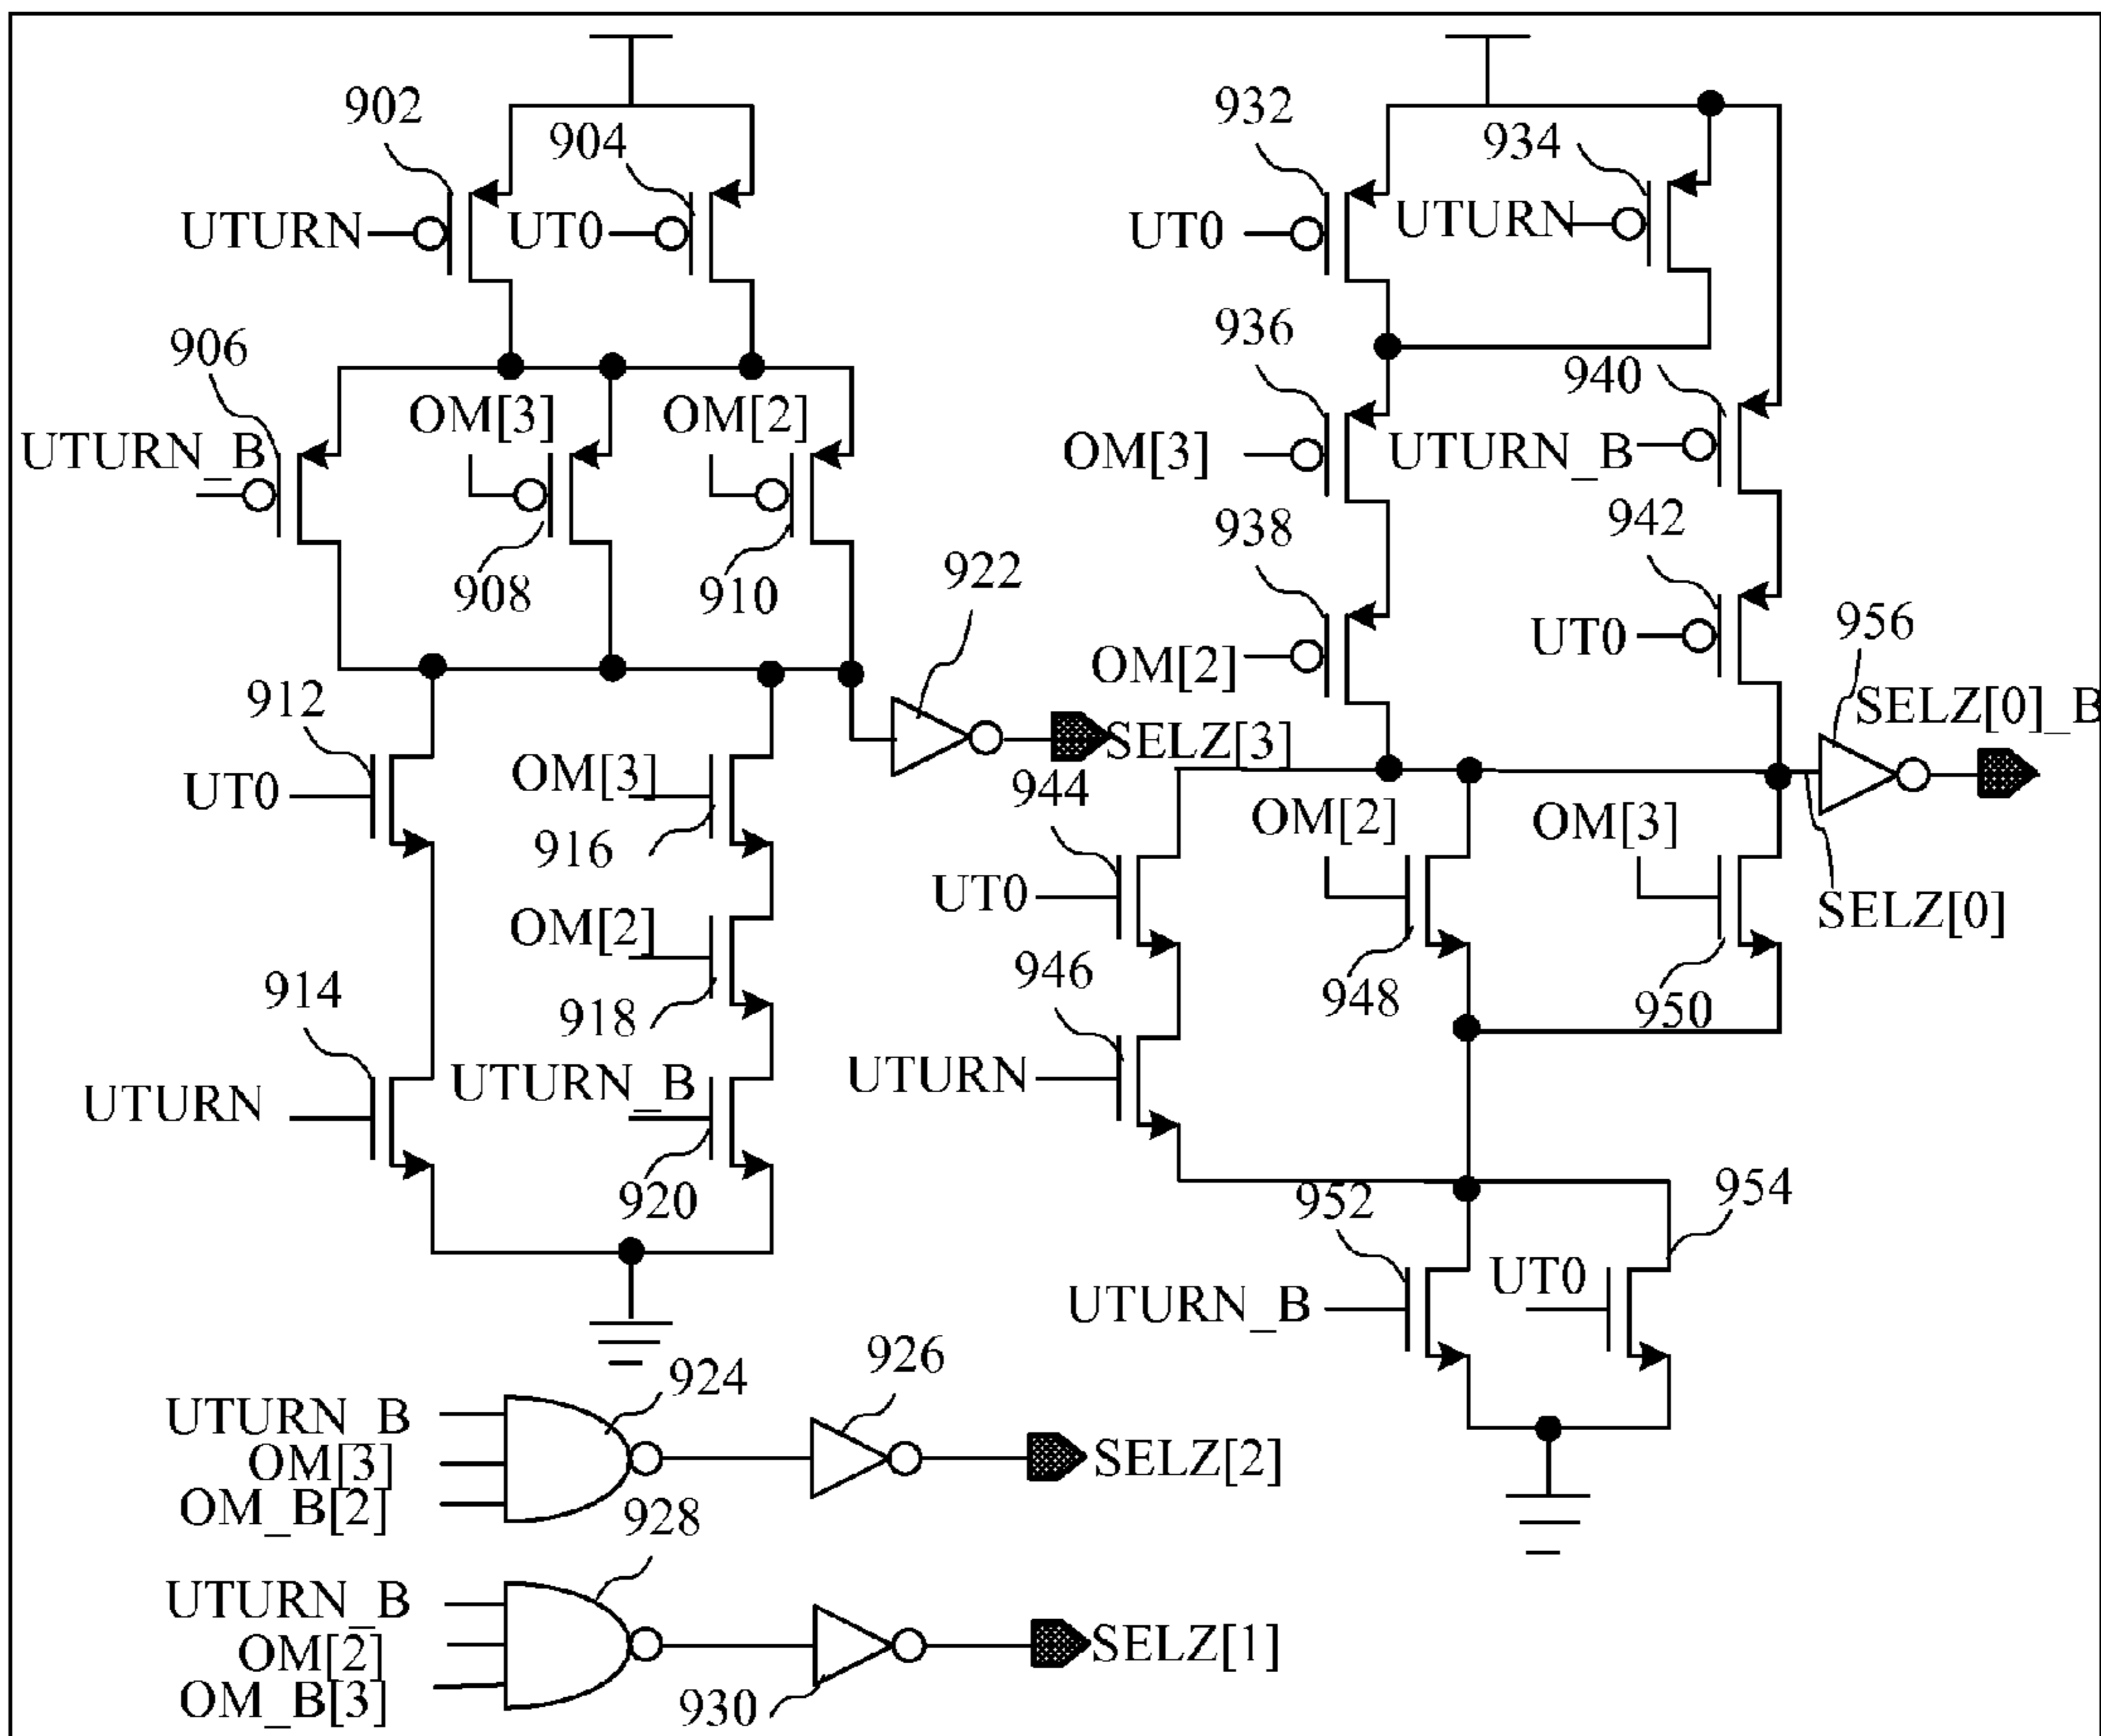 902
904
UTURN
UT0
906
OM[3]
OM[2]
UTURN_B
908
910
922
912
SELZ[3]
UT0
OM[3]
916
OM[2]
918
914
UTURN_B
UTURN
920
932
934
UT0
UTURN
936
940
OM[3]
UTURN_B
938
942
OM[2]
UT0
956
SELZ[0]_B
944
OM[2]
OM[3]
UT0
SELZ[0]
946
948
950
UTURN
952
954
UTURN_B
UT0
924
926
UTURN_B
OM[3]
OM_B[2]
SELZ[2]
928
UTURN_B
OM[2]
OM_B[3]
SELZ[1]
930